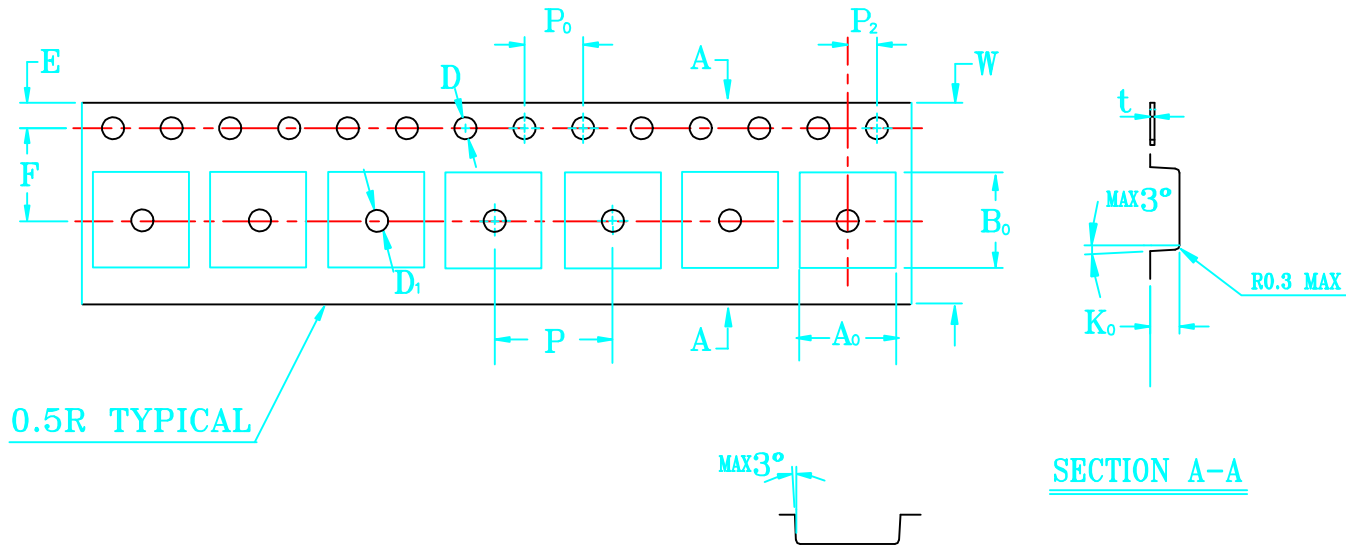 P₀
P₂
E
D
A
W
t
F
MAX3°
B₀
D₁
R0.3 MAX
K₀
P
A
A₀
0.5R TYPICAL
MAX3°
SECTION A-A